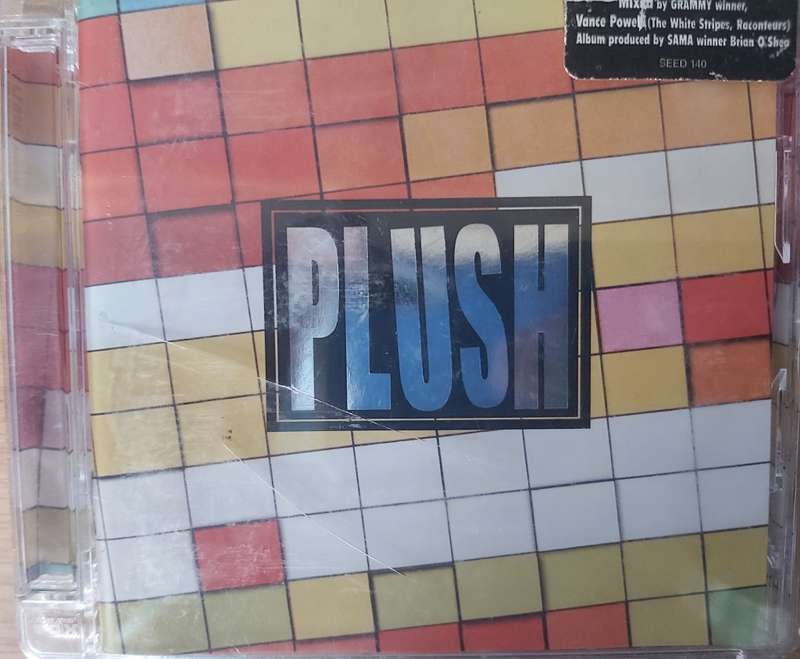 Mixed by GRAMMY winner,
Vance Powell (The White Stripes, Raconteurs)
Album produced by SAMA winner Brian O'Shea
SEED 140
PLUSH